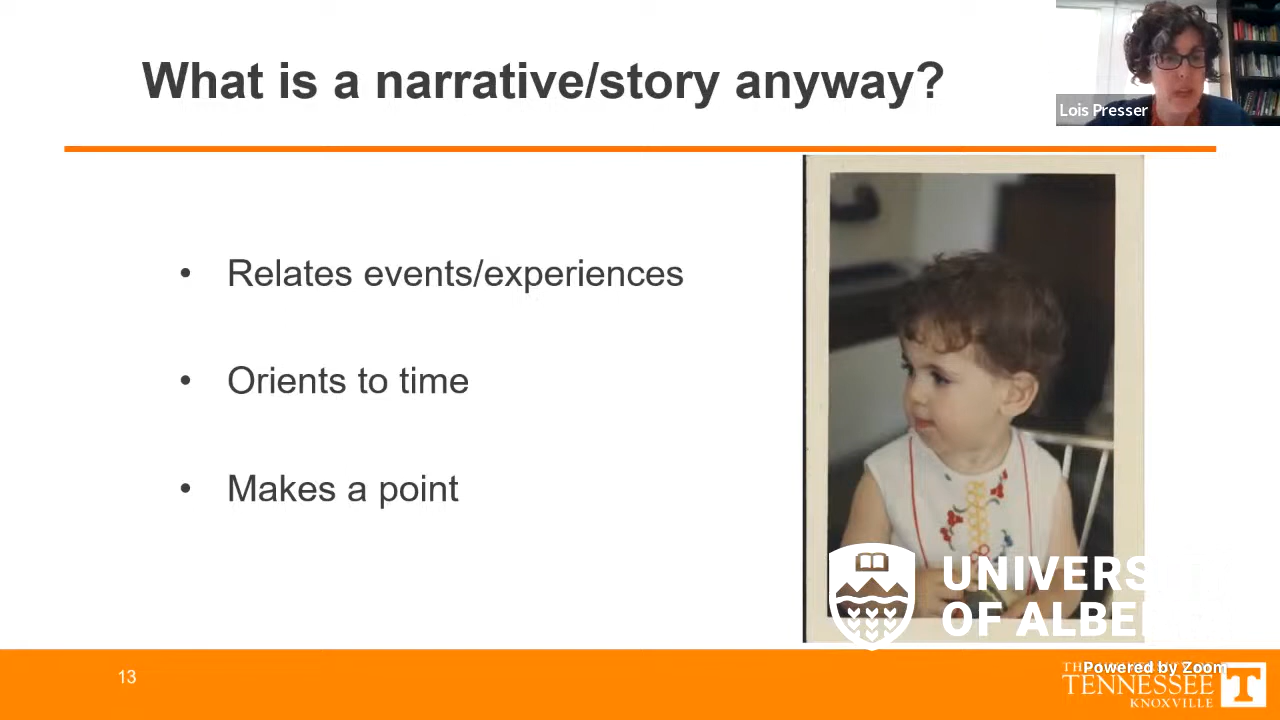 What is a narrative/story anyway?
Lois Presser
• Relates events/experiences
• Orients to time
• Makes a point
UNIVERS
OF ALBE
13
Powered by Zoom
TENNESSEE
KNOXVILLE